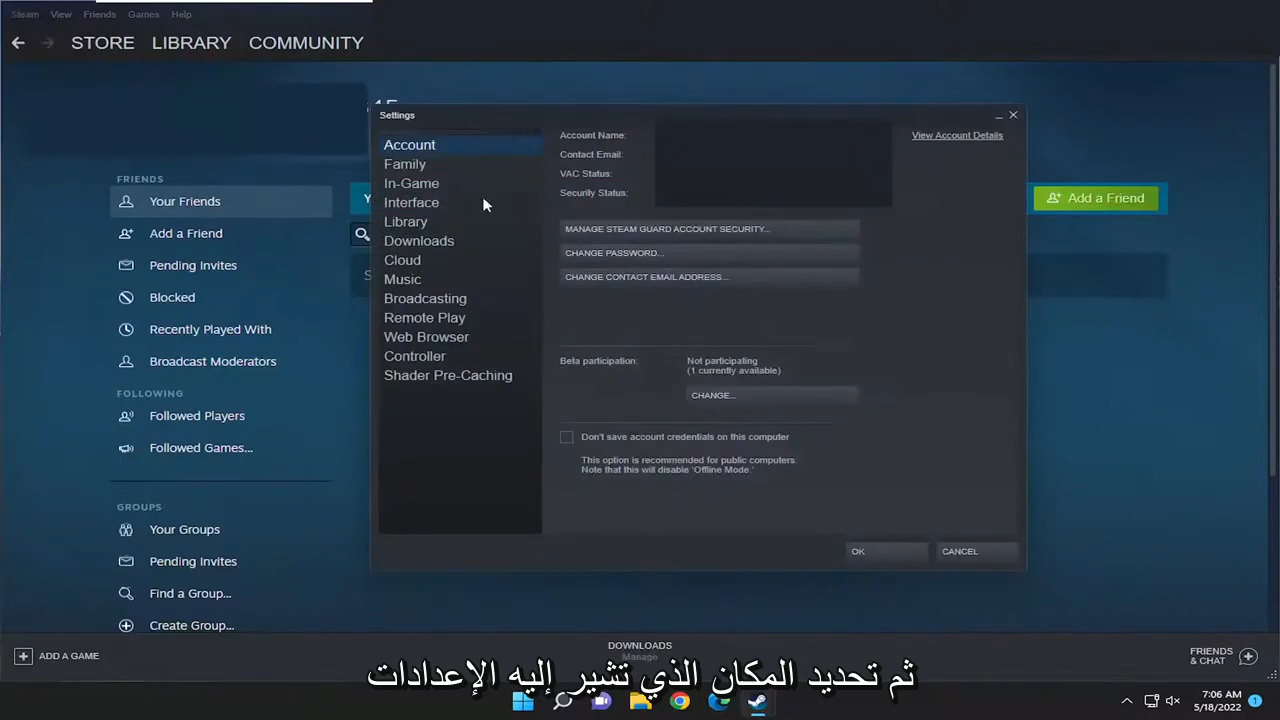 Steam View Friends Games Help
STORE LIBRARY COMMUNITY
FRIENDS
Your Friends
Add a Friend
Pending Invites
Blocked
Recently Played With
Broadcast Moderators
FOLLOWING
Followed Players
Followed Games...
GROUPS
Your Groups
Pending Invites
Find a Group...
Create Group...
Add a Friend
Settings
Account
Family
In-Game
Interface
Library
Downloads
Cloud
Music
Broadcasting
Remote Play
Web Browser
Controller
Shader Pre-Caching
Account Name:
Contact Email:
VAC Status:
Security Status:
View Account Details
MANAGE STEAM GUARD ACCOUNT SECURITY...
CHANGE PASSWORD...
CHANGE CONTACT EMAIL ADDRESS...
Beta participation: Not participating
(1 currently available)
CHANGE...
Don't save account credentials on this computer
This option is recommended for public computers.
Note that this will disable 'Offline Mode.'
OK CANCEL
ADD A GAME
DOWNLOADS
Manage
FRIENDS
& CHAT
ثم تحديد المكان الذي تشير إليه الإعدادات
7:06 AM
5/18/2022
1